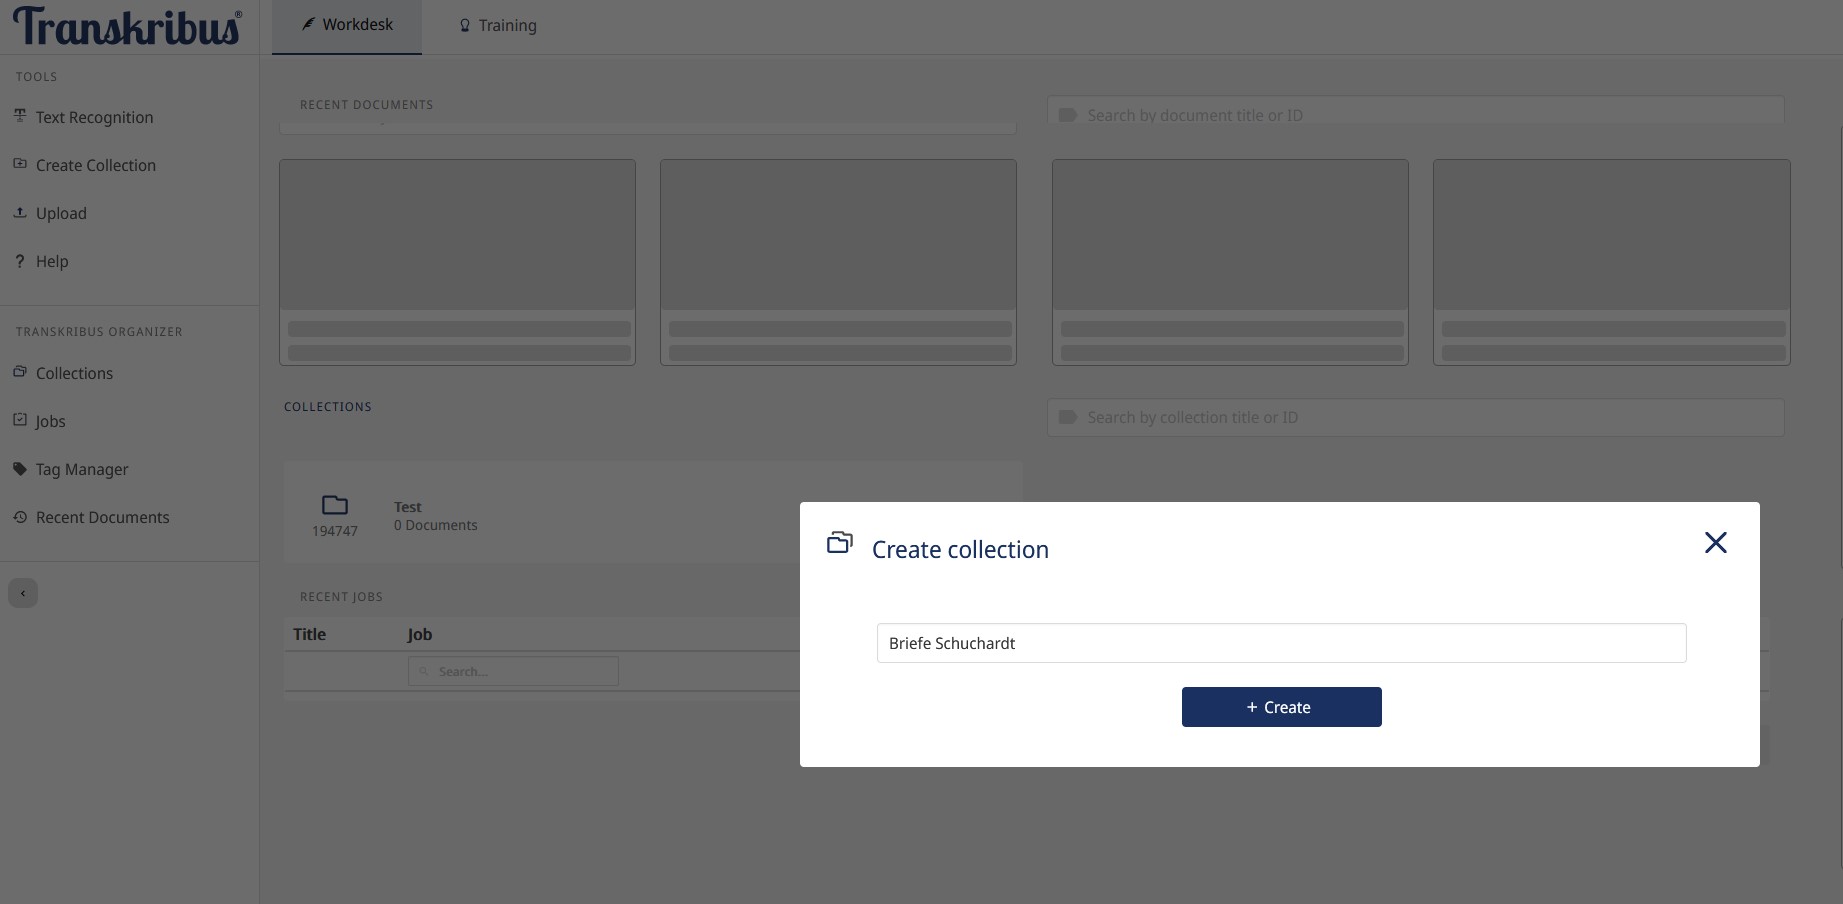 Transkribus®
Workdesk
Training
TOOLS
Text Recognition
Create Collection
Upload
? Help
TRANSKRIBUS ORGANIZER
Collections
Jobs
Tag Manager
Recent Documents
RECENT DOCUMENTS
Search by document title or ID
COLLECTIONS
Search by collection title or ID
194747
Test
0 Documents
RECENT JOBS
Title Job
Search...
Create collection
Briefe Schuchardt
+ Create